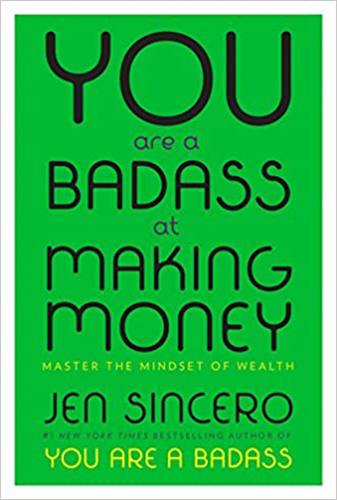 YOU
are a
BADASS
at
MAKING
MONEY
MASTER THE MINDSET OF WEALTH
JEN SINCERO
#1 NEW YORK TIMES BESTSELLING AUTHOR OF
YOU ARE A BADASS